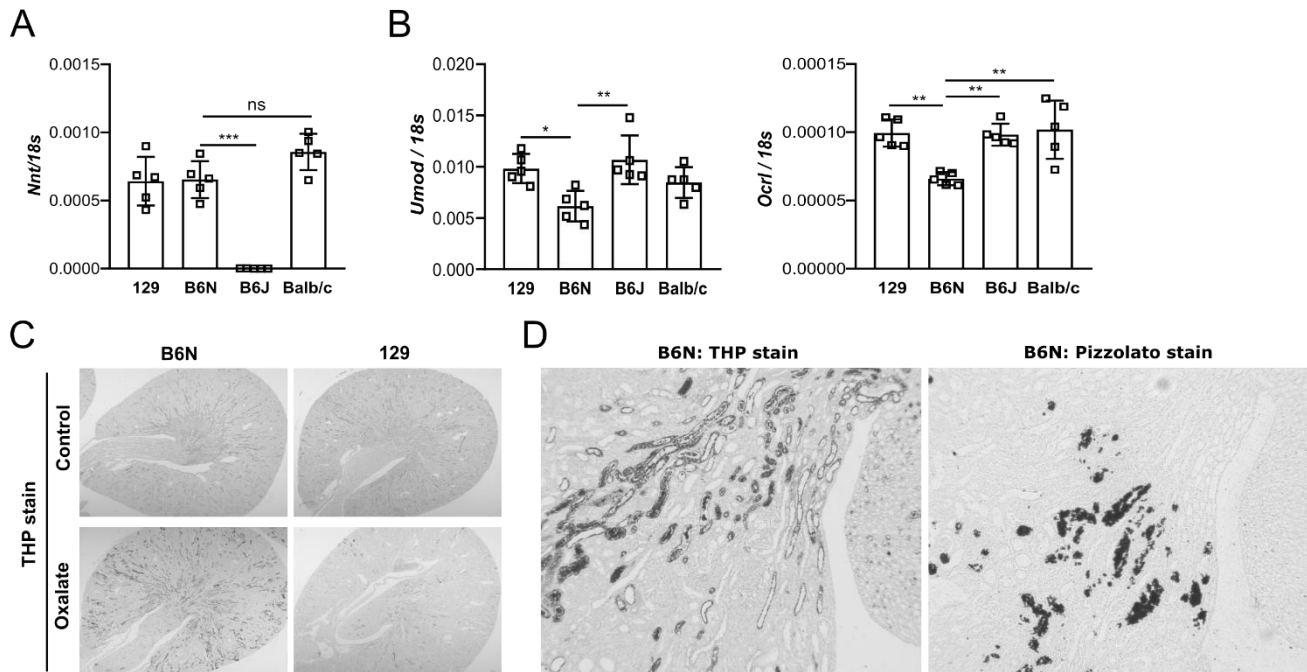 A
Nnt/18s
0.0015
0.0010
0.0005
0.0000
ns
***
129 B6N B6J Balb/c
B
Umod / 18s
0.020
0.015
0.010
0.005
0.000
**
*
129 B6N B6J Balb/c
Ocrl / 18s
0.00015
0.00010
0.00005
0.00000
**
** **
129 B6N B6J Balb/c
C
B6N 129
THP stain
Control
Oxalate
D
B6N: THP stain B6N: Pizzolato stain